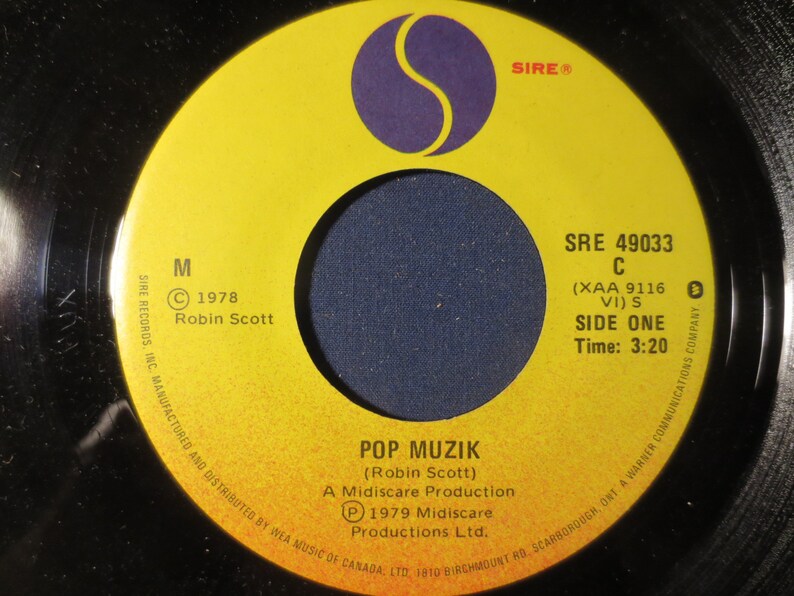 SIRE®
M
© 1978
Robin Scott
SRE 49033
C
(XAA 9116
VI) S
SIDE ONE
Time: 3:20
POP MUZIK
(Robin Scott)
A Midiscare Production
Ⓟ 1979 Midiscare
Productions Ltd.
SIRE RECORDS, INC. MANUFACTURED AND DISTRIBUTED BY WEA MUSIC OF CANADA, LTD. 1810 BIRCHMOUNT RD. SCARBOROUGH, ONT. A WARNER COMMUNICATIONS COMPANY